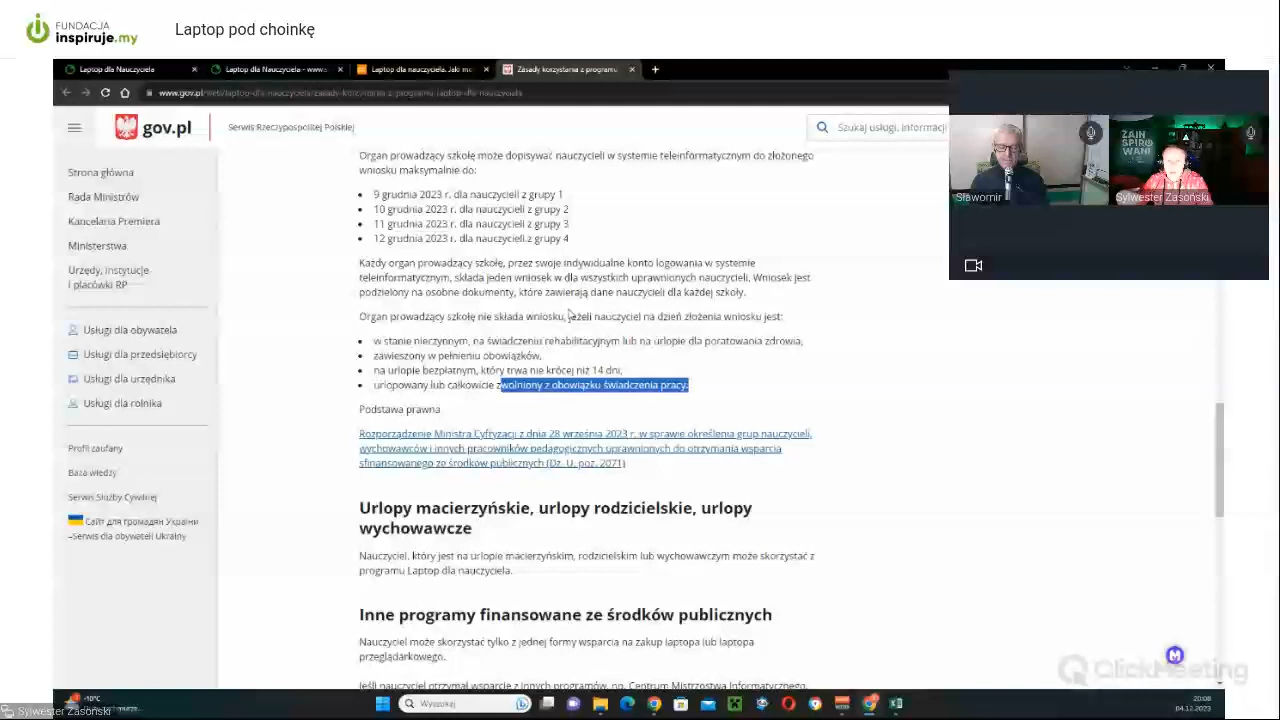 FUNDACJA
inspiruje.my
Laptop pod choinkę
Laptop dla Nauczyciela
Laptop dla Nauczyciela - www.s
Laptop dla nauczyciela. Jak
Zasady korzystania z programu
www.gov.pl/web/laptop-dla-nauczyciela/zasady-korzystania-z-programu-laptop-dla-nauczyciela
gov.pl
Serwis Rzeczypospolitej Polskiej
Szukaj usługi, informacji
Strona główna
Rada Ministrów
Kancelaria Premiera
Ministerstwa
Urzędy, instytucje
i placówki RP
Usługi dla obywatela
Usługi dla przedsiębiorcy
Usługi dla urzędnika
Usługi dla rolnika
Profil zaufany
Baza wiedzy
Serwis Służby Cywilnej
Сайт для громадян України
–Serwis dla obywateli Ukrainy
Organ prowadzący szkołę może dopisywać nauczycieli w systemie teleinformatycznym do złożonego
wniosku maksymalnie do:
9 grudnia 2023 r. dla nauczycieli z grupy 1
10 grudnia 2023 r. dla nauczycieli z grupy 2
11 grudnia 2023 r. dla nauczycieli z grupy 3
12 grudnia 2023 r. dla nauczycieli z grupy 4
Każdy organ prowadzący szkołę, przez swoje indywidualne konto logowania w systemie
teleinformatycznym, składa jeden wniosek w dla wszystkich uprawnionych nauczycieli. Wniosek jest
podzielony na osobne dokumenty, które zawierają dane nauczycieli dla każdej szkoły.
Organ prowadzący szkołę nie składa wniosku, jeżeli nauczyciel na dzień złożenia wniosku jest:
w stanie nieczynnym, na świadczeniu rehabilitacyjnym lub na urlopie dla poratowania zdrowia,
zawieszony w pełnieniu obowiązków,
na urlopie bezpłatnym, który trwa nie krócej niż 14 dni,
urlopowany lub całkowicie zwolniony z obowiązku świadczenia pracy.
Podstawa prawna
Rozporządzenie Ministra Cyfryzacji z dnia 28 września 2023 r. w sprawie określenia grup nauczycieli,
wychowawców i innych pracowników pedagogicznych uprawnionych do otrzymania wsparcia
sfinansowanego ze środków publicznych (Dz. U. poz. 2071)
Urlopy macierzyńskie, urlopy rodzicielskie, urlopy
wychowawcze
Nauczyciel, który jest na urlopie macierzyńskim, rodzicielskim lub wychowawczym może skorzystać z
programu Laptop dla nauczyciela.
Inne programy finansowane ze środków publicznych
Nauczyciel może skorzystać tylko z jednej formy wsparcia na zakup laptopa lub laptopa
przeglądarkowego.
Jeśli nauczyciel otrzymał wsparcie z innych programów, np. Centrum Mistrzostwa Informatycznego,
ZAIN
SPIRO
WANI
Sławomir
Sylwester Zasoński
ClickMeeting
-10°C
Wyszukaj
20:08
04.12.2023
Sylwester Zasoński